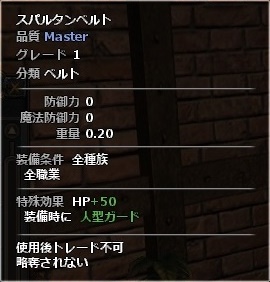 スパルタンベルト
品質 Master
グレード 1
分類 ベルト
防御力 0
魔法防御力 0
重量 0.20
装備条件 全種族
全職業
特殊効果 HP+50
装備時に 人型ガード
使用後トレード不可
略奪されない